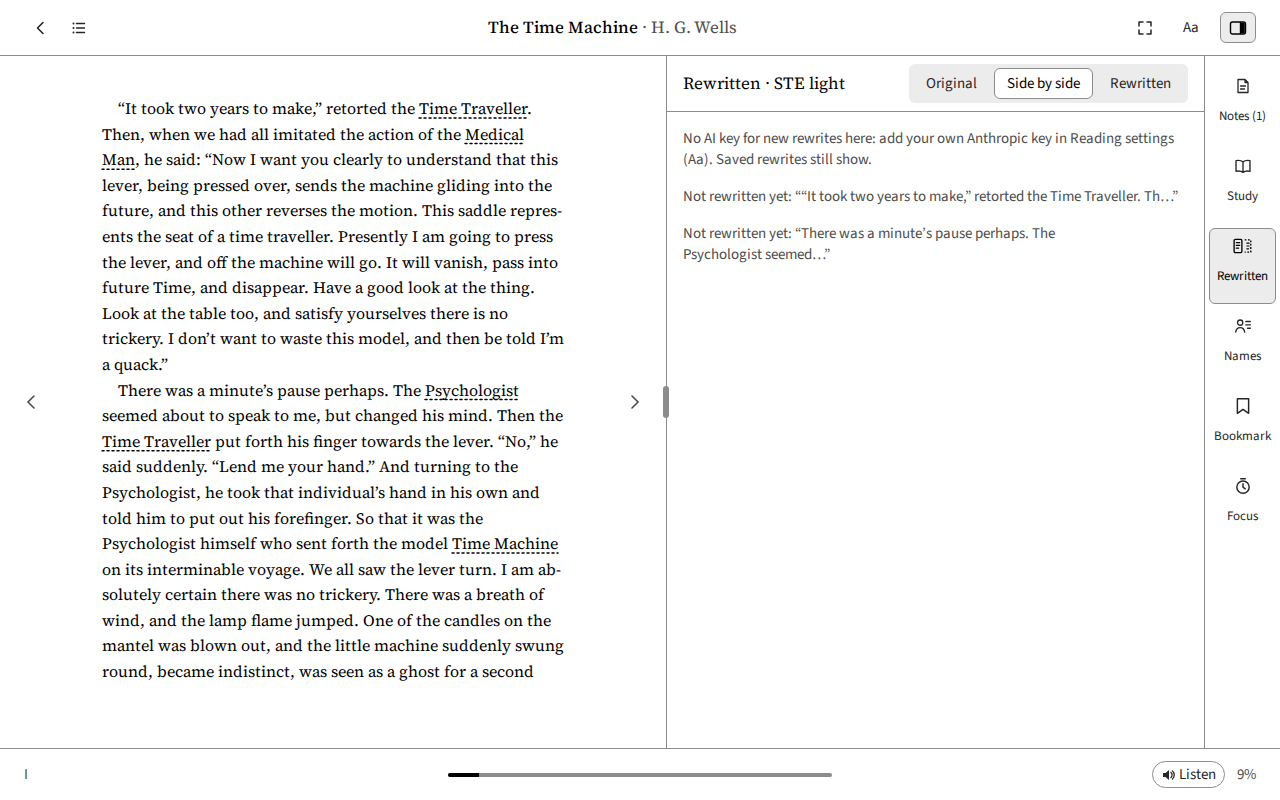 The Time Machine · H. G. Wells
Aa
“It took two years to make,” retorted the Time Traveller.
Then, when we had all imitated the action of the Medical
Man, he said: “Now I want you clearly to understand that this
lever, being pressed over, sends the machine gliding into the
future, and this other reverses the motion. This saddle repres-
ents the seat of a time traveller. Presently I am going to press
the lever, and off the machine will go. It will vanish, pass into
future Time, and disappear. Have a good look at the thing.
Look at the table too, and satisfy yourselves there is no
trickery. I don’t want to waste this model, and then be told I’m
a quack.”
There was a minute’s pause perhaps. The Psychologist
seemed about to speak to me, but changed his mind. Then the
Time Traveller put forth his finger towards the lever. “No,” he
said suddenly. “Lend me your hand.” And turning to the
Psychologist, he took that individual’s hand in his own and
told him to put out his forefinger. So that it was the
Psychologist himself who sent forth the model Time Machine
on its interminable voyage. We all saw the lever turn. I am ab-
solutely certain there was no trickery. There was a breath of
wind, and the lamp flame jumped. One of the candles on the
mantel was blown out, and the little machine suddenly swung
round, became indistinct, was seen as a ghost for a second
Rewritten · STE light
Original
Side by side
Rewritten
No AI key for new rewrites here: add your own Anthropic key in Reading settings
(Aa). Saved rewrites still show.
Not rewritten yet: ““It took two years to make,” retorted the Time Traveller. Th…”
Not rewritten yet: “There was a minute’s pause perhaps. The
Psychologist seemed…”
Notes (1)
Study
Rewritten
Names
Bookmark
Focus
I
Listen
9%